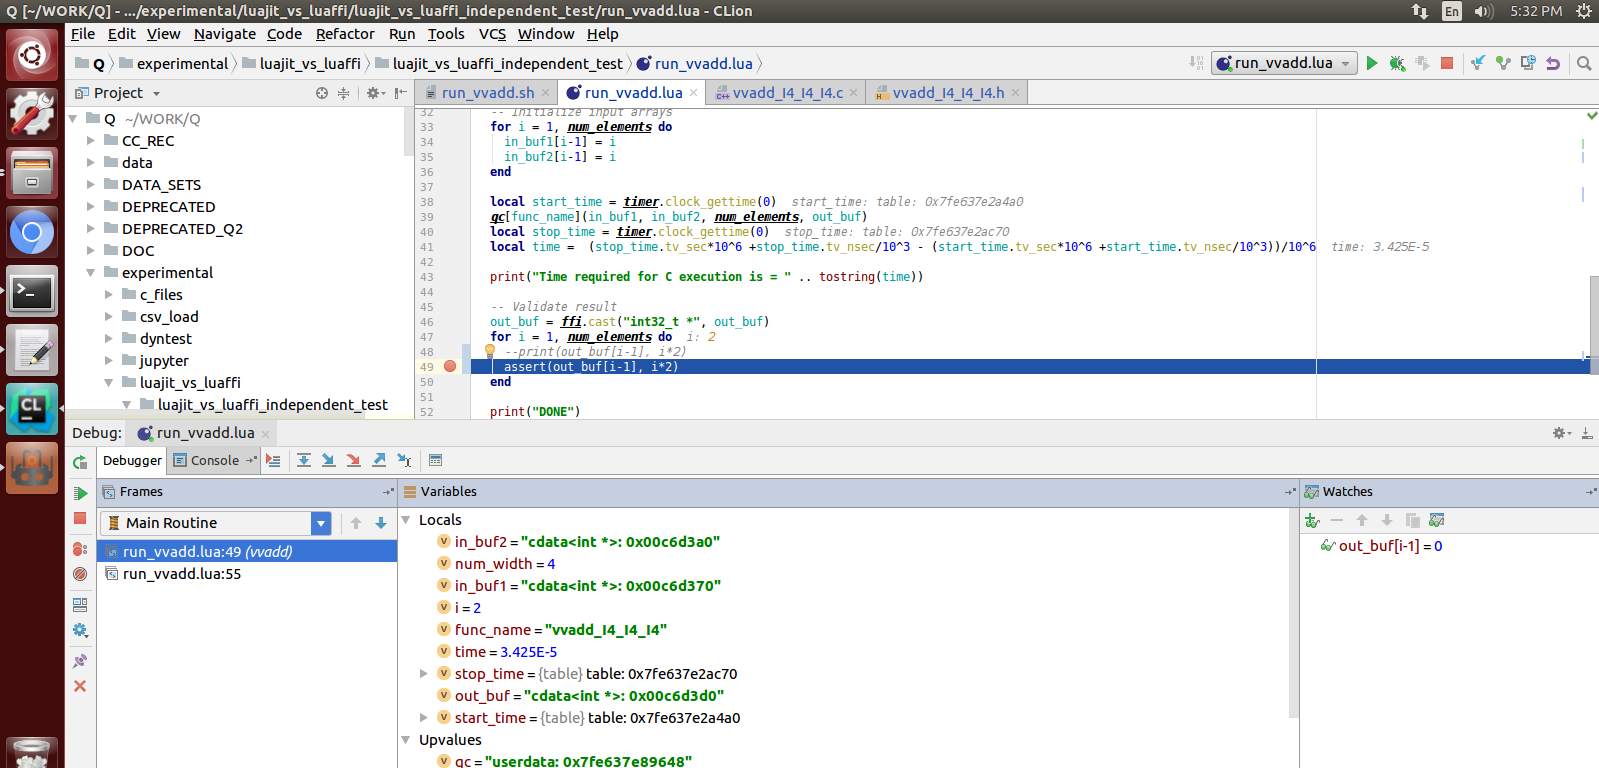 Q [~/WORK/Q] - .../experimental/luajit_vs_luaffi/luajit_vs_luaffi_independent_test/run_vvadd.lua - CLion
En
5:32 PM
File Edit View Navigate Code Refactor Run Tools VCS Window Help
Q experimental luajit_vs_luaffi luajit_vs_luaffi_independent_test run_vvadd.lua
run_vvadd.lua
Project
run_vvadd.sh run_vvadd.lua vvadd_I4_I4_I4.c vvadd_I4_I4_I4.h
Q ~/WORK/Q
CC_REC
data
DATA_SETS
DEPRECATED
DEPRECATED_Q2
DOC
experimental
c_files
csv_load
dyntest
jupyter
luajit_vs_luaffi
luajit_vs_luaffi_independent_test
32 -- Initialize input arrays
33 for i = 1, num_elements do
34 in_buf1[i-1] = i
35 in_buf2[i-1] = i
36 end
37
38 local start_time = timer.clock_gettime(0) start_time: table: 0x7fe637e2a4a0
39 qc[func_name](in_buf1, in_buf2, num_elements, out_buf)
40 local stop_time = timer.clock_gettime(0) stop_time: table: 0x7fe637e2ac70
41 local time = (stop_time.tv_sec*10^6 +stop_time.tv_nsec/10^3 - (start_time.tv_sec*10^6 +start_time.tv_nsec/10^3))/10^6 time: 3.425E-5
42
43 print("Time required for C execution is = " .. tostring(time))
44
45 -- Validate result
46 out_buf = ffi.cast("int32_t *", out_buf)
47 for i = 1, num_elements do i: 2
48 --print(out_buf[i-1], i*2)
49 assert(out_buf[i-1], i*2)
50 end
51
52 print("DONE")
Debug: run_vvadd.lua
Debugger Console
Frames
Main Routine
run_vvadd.lua:49 (vvadd)
run_vvadd.lua:55
Variables
Locals
in_buf2 = "cdata<int *>: 0x00c6d3a0"
num_width = 4
in_buf1 = "cdata<int *>: 0x00c6d370"
i = 2
func_name = "vvadd_I4_I4_I4"
time = 3.425E-5
stop_time = {table} table: 0x7fe637e2ac70
out_buf = "cdata<int *>: 0x00c6d3d0"
start_time = {table} table: 0x7fe637e2a4a0
Upvalues
qc = "userdata: 0x7fe637e89648"
Watches
out_buf[i-1] = 0